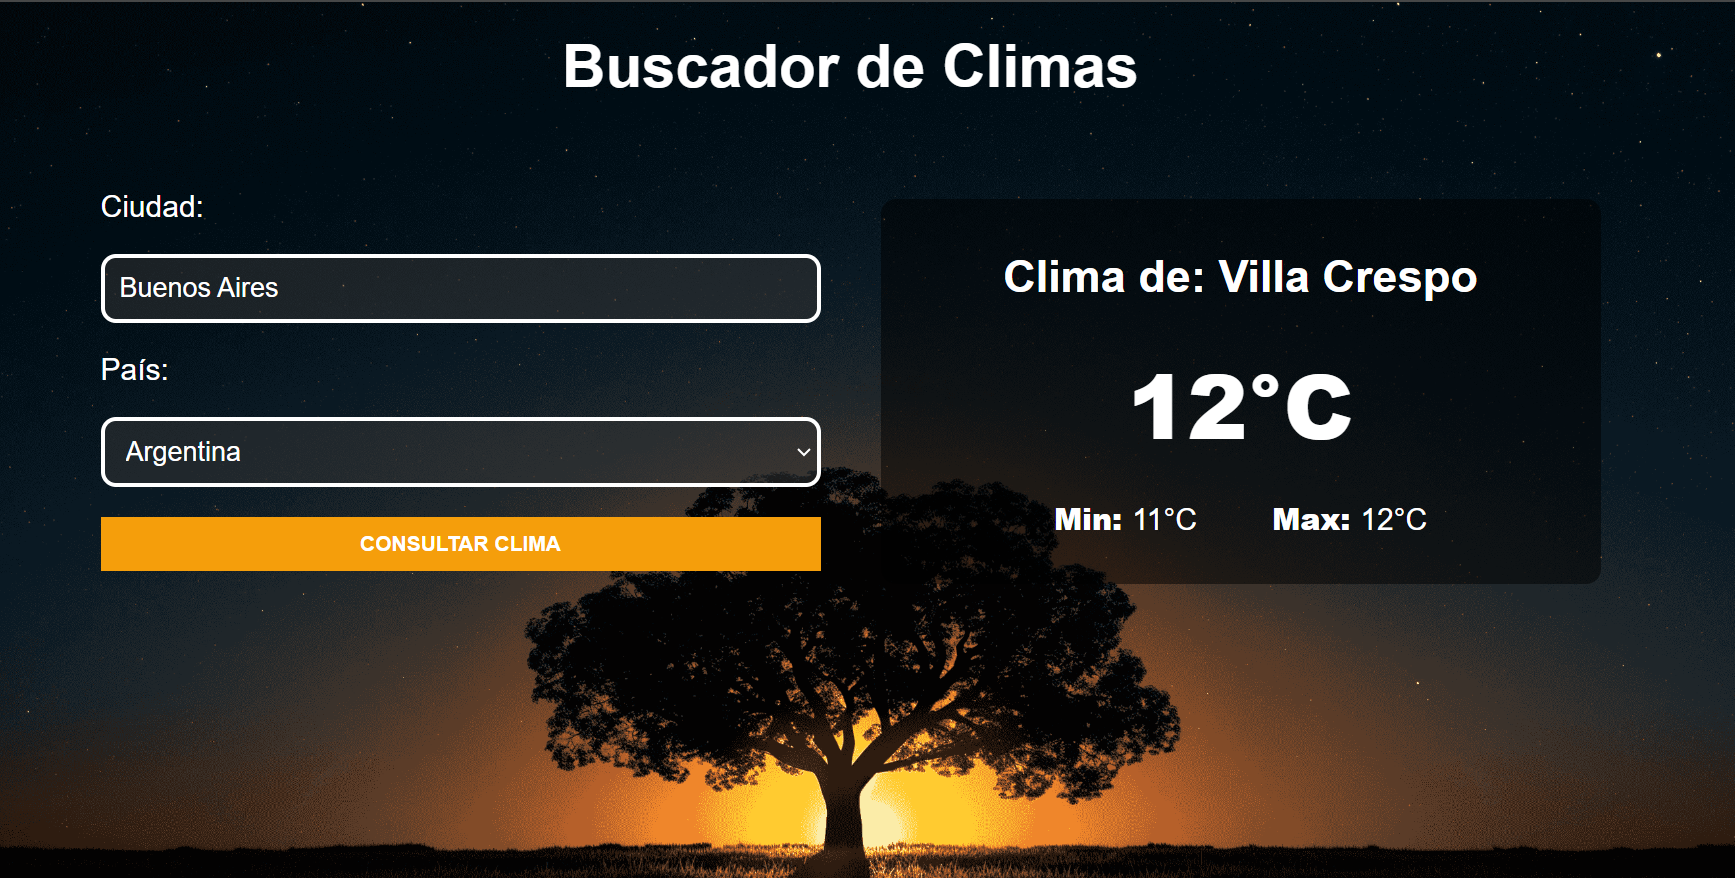 Buscador de Climas
Ciudad:
Buenos Aires
País:
Argentina
CONSULTAR CLIMA
Clima de: Villa Crespo
12°C
Min: 11°C Max: 12°C